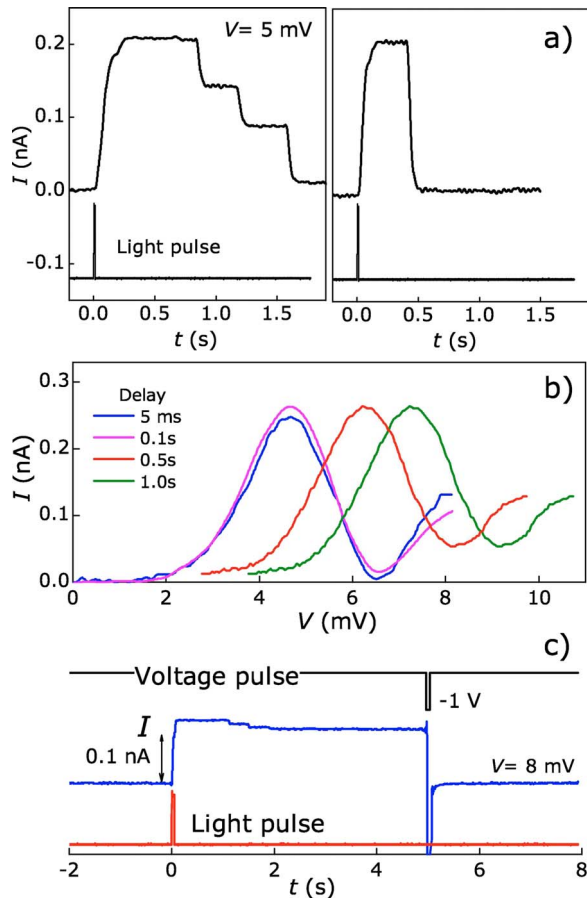 V= 5 mV
a)
0.2
0.1
0.0
-0.1
I (nA)
Light pulse
0.0 0.5 1.0 1.5
0.0 0.5 1.0 1.5
t (s)
t (s)
b)
0.3
0.2
0.1
0.0
I (nA)
Delay
5 ms
0.1s
0.5s
1.0s
0 2 4 6 8 10
V (mV)
c)
Voltage pulse
-1 V
I
0.1 nA
V= 8 mV
Light pulse
-2 0 2 4 6 8
t (s)